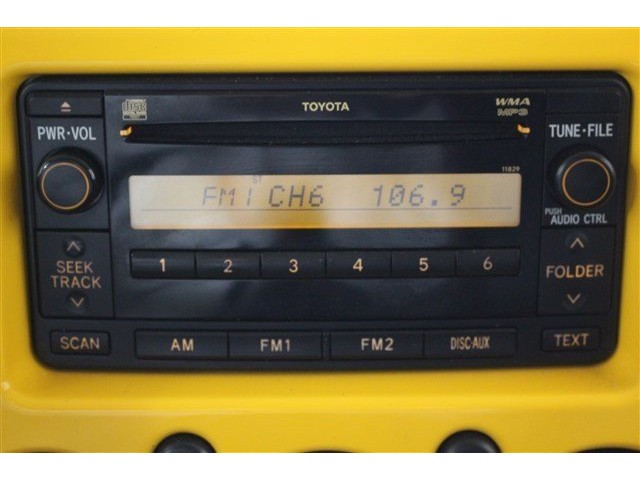 TOYOTA
disc
WMA
MP3
PWR·VOL
TUNE·FILE
11829
ST
FM1 CH6 106.9
PUSH
AUDIO CTRL
1 2 3 4 5 6
SEEK
TRACK
FOLDER
SCAN
AM FM1 FM2 DISC·AUX
TEXT